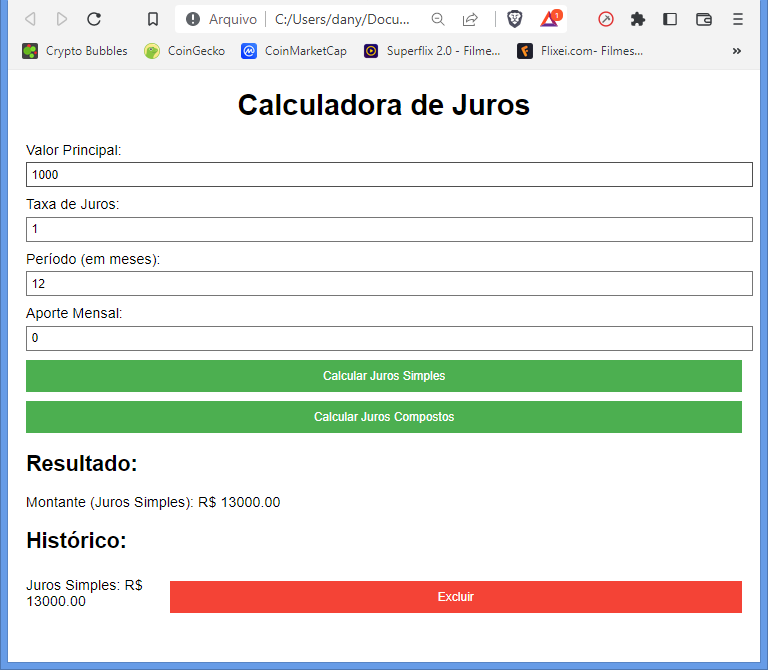 Arquivo C:/Users/dany/Docu...
1
Crypto Bubbles CoinGecko CoinMarketCap Superflix 2.0 - Filme... Flixei.com- Filmes... »
Calculadora de Juros
Valor Principal:
1000
Taxa de Juros:
1
Período (em meses):
12
Aporte Mensal:
0
Calcular Juros Simples
Calcular Juros Compostos
Resultado:
Montante (Juros Simples): R$ 13000.00
Histórico:
Juros Simples: R$
13000.00
Excluir